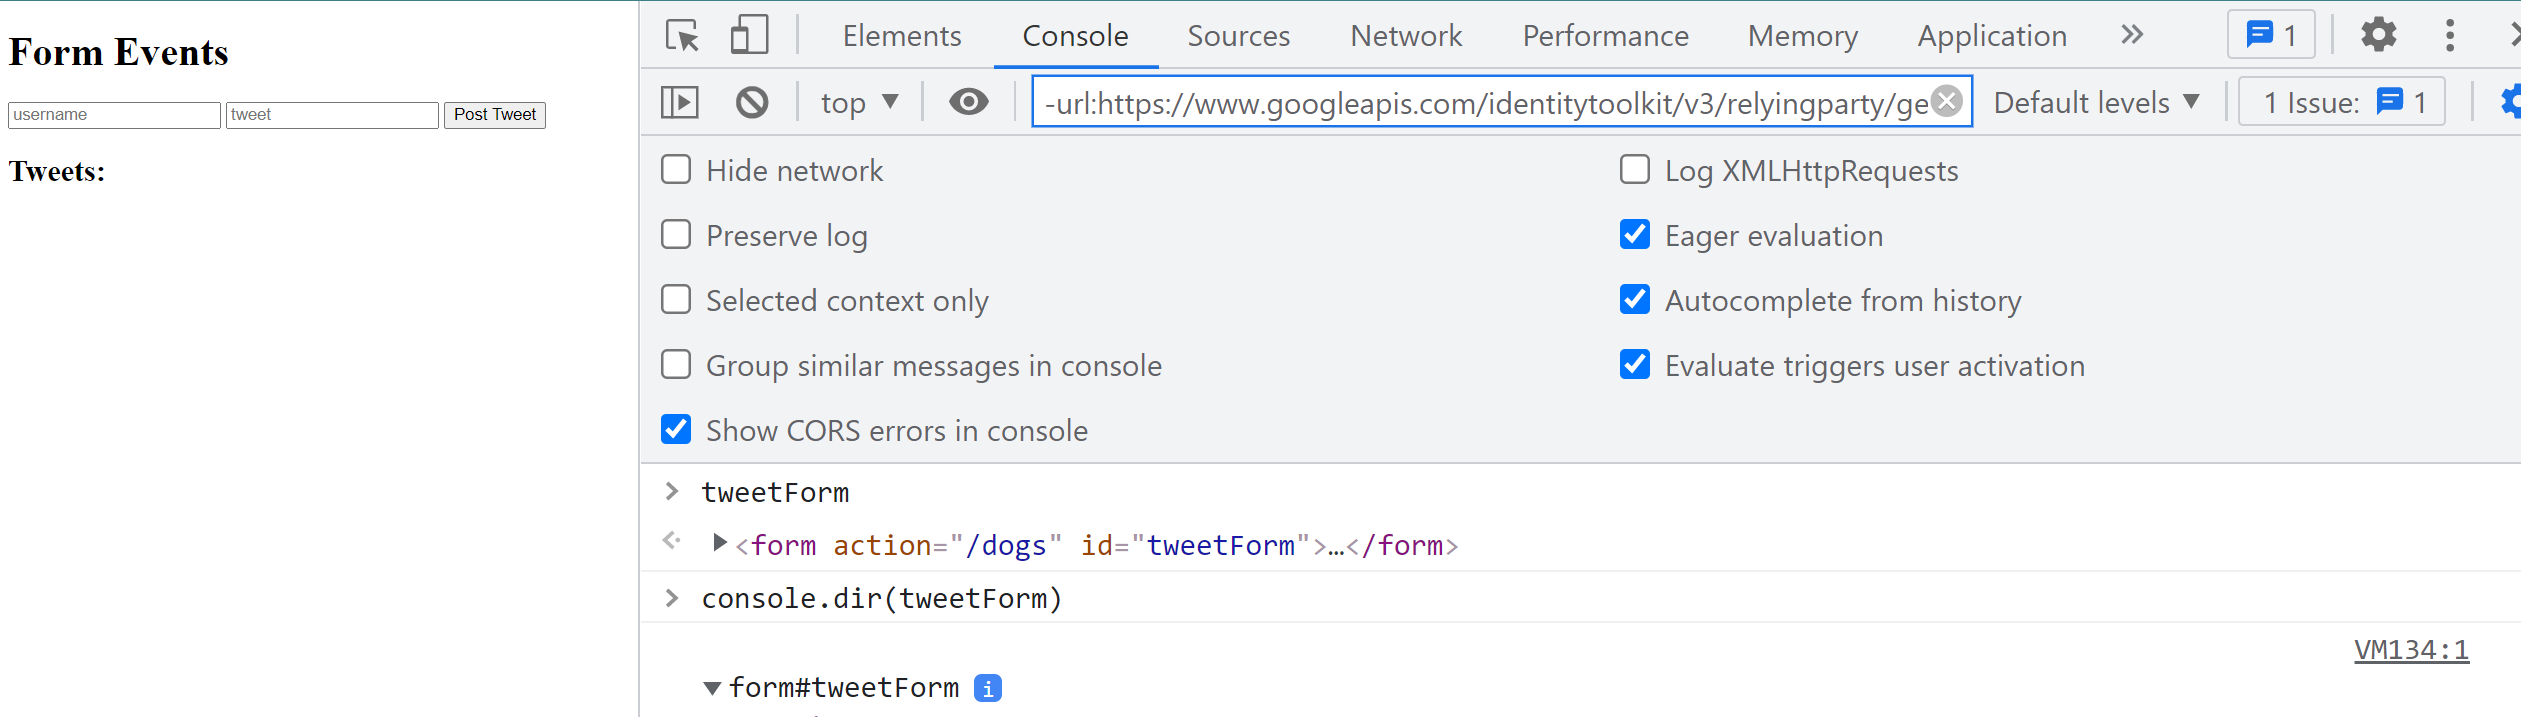 Form Events
username tweet Post Tweet
Tweets:
Elements Console Sources Network Performance Memory Application » 1
top -url:https://www.googleapis.com/identitytoolkit/v3/relyingparty/ge Default levels 1 Issue: 1
Hide network Log XMLHttpRequests
Preserve log Eager evaluation
Selected context only Autocomplete from history
Group similar messages in console Evaluate triggers user activation
Show CORS errors in console
tweetForm
<form action="/dogs" id="tweetForm">…</form>
console.dir(tweetForm)
VM134:1
form#tweetForm i